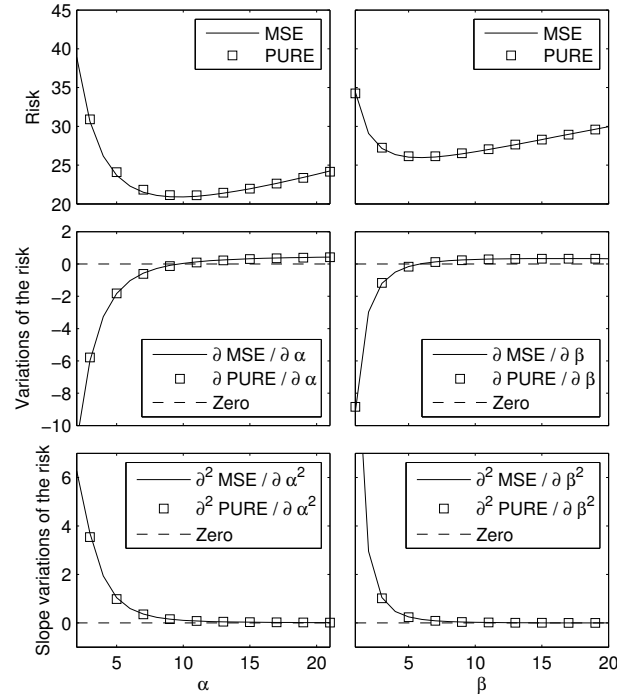 45
40
35
30
25
20
Risk
MSE
PURE
MSE
PURE
2
0
−2
−4
−6
−8
−10
Variations of the risk
∂ MSE / ∂ α
∂ PURE / ∂ α
Zero
∂ MSE / ∂ β
∂ PURE / ∂ β
Zero
6
4
2
0
Slope variations of the risk
∂² MSE / ∂ α²
∂² PURE / ∂ α²
Zero
∂² MSE / ∂ β²
∂² PURE / ∂ β²
Zero
5 10 15 20
α
5 10 15 20
β